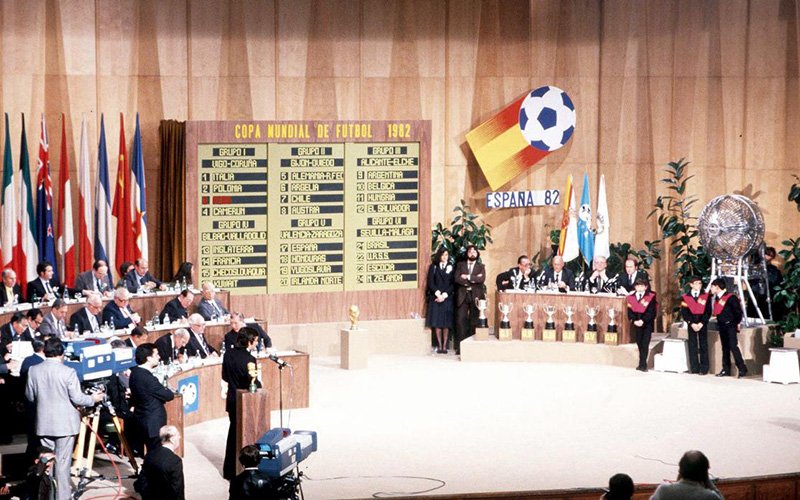 COPA MUNDIAL DE FUTBOL 1982
GRUPO I
VIGO-CORUÑA
1 ITALIA
2 POLONIA
4 CAMERUN
GRUPO II
GIJON-OVIEDO
5 ALEMANIA-R.FED
6 ARGELIA
7 CHILE
8 AUSTRIA
GRUPO III
ALICANTE-ELCHE
9 ARGENTINA
10 BELGICA
11 HUNGRIA
12 EL SALVADOR
GRUPO IV
BILBAO-VALLADOLID
13 INGLATERRA
14 FRANCIA
15 CHECOSLOVAQUIA
KUWAIT
GRUPO V
VALENCIA-ZARAGOZA
17 ESPAÑA
18 HONDURAS
19 YUGOSLAVIA
20 IRLANDA NORTE
GRUPO VI
SEVILLA-MALAGA
21 BRASIL
22 U.R.S.S.
23 ESCOCIA
24 N.ZELANDA
ESPAÑA 82